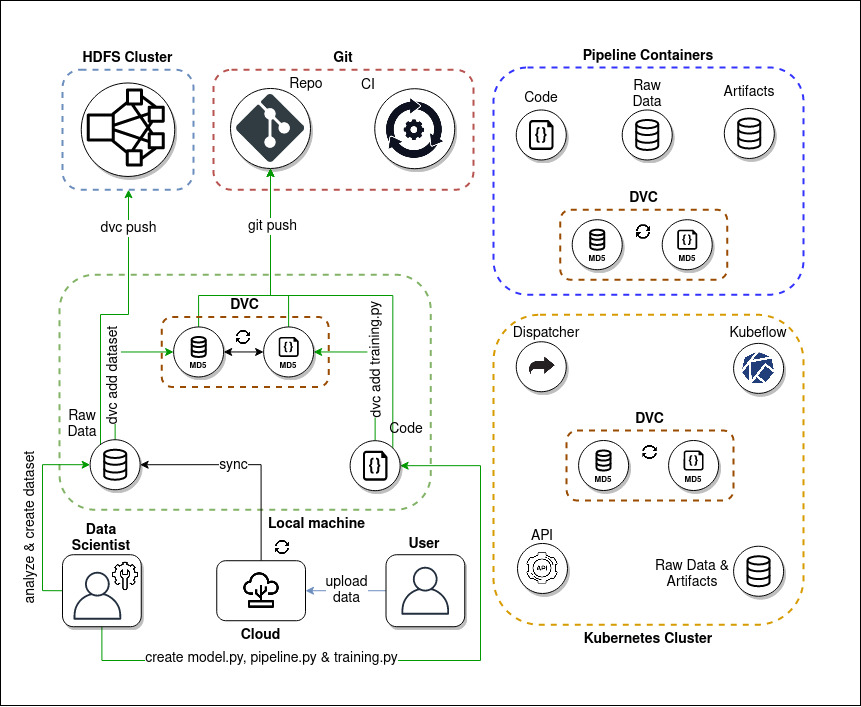 HDFS Cluster
Git
Pipeline Containers
Repo
CI
Code
Raw
Data
Artifacts
dvc push
git push
DVC
MD5
MD5
DVC
MD5
MD5
dvc add dataset
dvc add training.py
Raw
Data
Code
sync
analyze & create dataset
Local machine
Data
Scientist
User
upload
data
Cloud
create model.py, pipeline.py & training.py
Dispatcher
Kubeflow
DVC
MD5
MD5
API
API
Raw Data &
Artifacts
Kubernetes Cluster